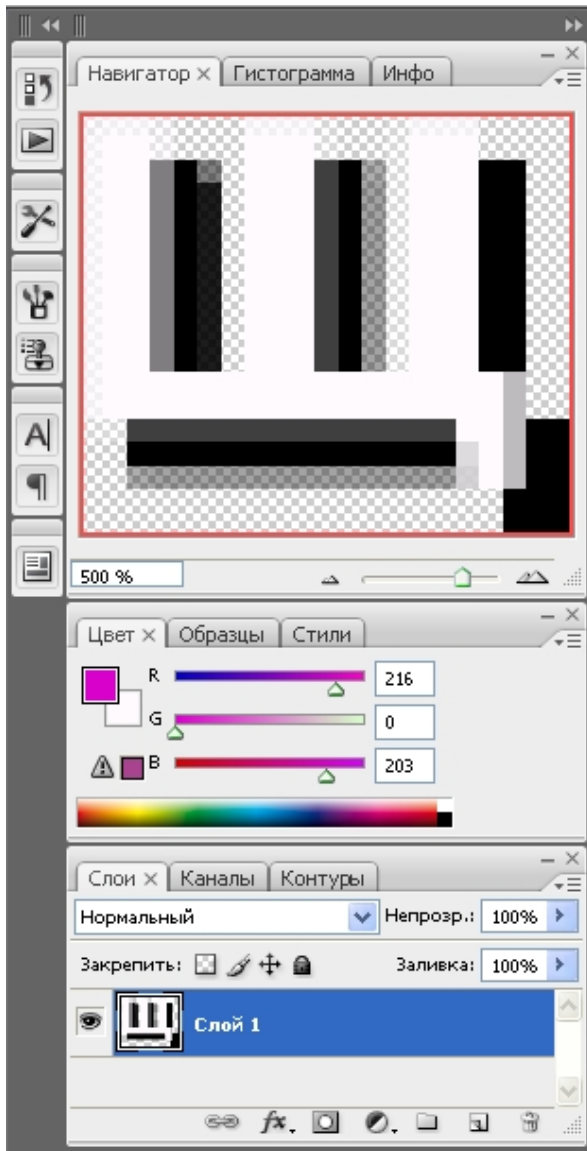 Навигатор × Гистограмма Инфо
500 %
Цвет × Образцы Стили
R 216
G 0
B 203
Слои × Каналы Контуры
Нормальный Непрозр.: 100%
Закрепить: Заливка: 100%
Слой 1
fx.